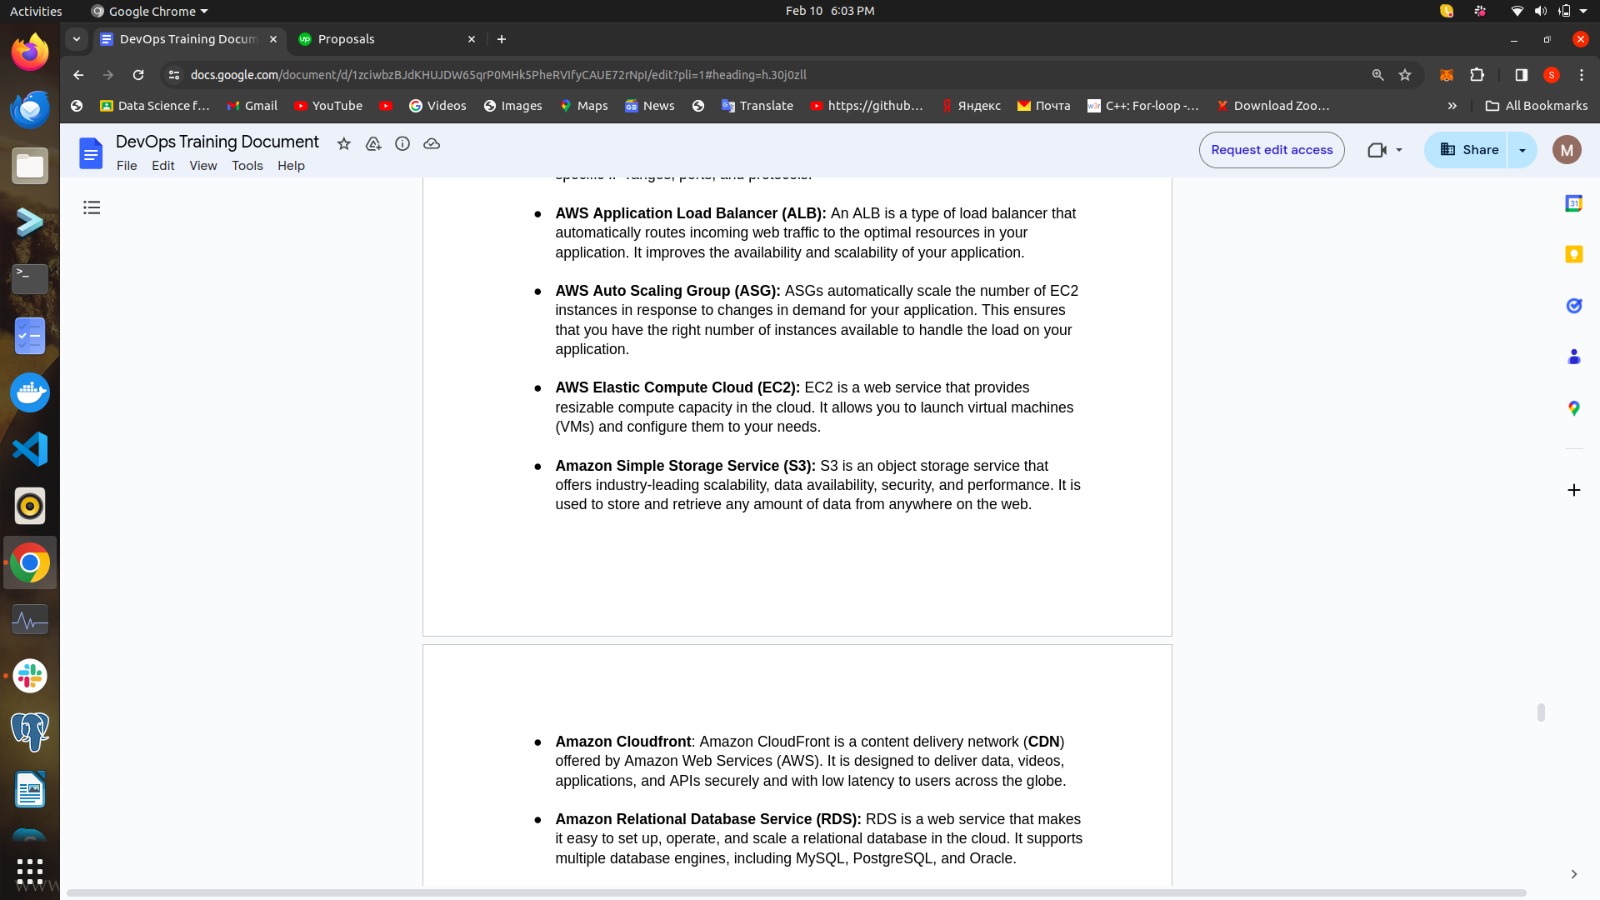 Activities
Google Chrome
Feb 10 6:03 PM
DevOps Training Docum
Proposals
docs.google.com/document/d/1zciwbzBJdKHUJDW65qrP0MHk5PheRVIfyCAUE72rNpI/edit?pli=1#heading=h.30j0zll
S
Data Science f...
Gmail
YouTube
Videos
Images
Maps
News
Translate
https://github...
Яндекс
Почта
C++: For-loop -...
Download Zoo...
All Bookmarks
DevOps Training Document
File Edit View Tools Help
Request edit access
Share
M
AWS Application Load Balancer (ALB): An ALB is a type of load balancer that
automatically routes incoming web traffic to the optimal resources in your
application. It improves the availability and scalability of your application.
AWS Auto Scaling Group (ASG): ASGs automatically scale the number of EC2
instances in response to changes in demand for your application. This ensures
that you have the right number of instances available to handle the load on your
application.
AWS Elastic Compute Cloud (EC2): EC2 is a web service that provides
resizable compute capacity in the cloud. It allows you to launch virtual machines
(VMs) and configure them to your needs.
Amazon Simple Storage Service (S3): S3 is an object storage service that
offers industry-leading scalability, data availability, security, and performance. It is
used to store and retrieve any amount of data from anywhere on the web.
Amazon Cloudfront: Amazon CloudFront is a content delivery network (CDN)
offered by Amazon Web Services (AWS). It is designed to deliver data, videos,
applications, and APIs securely and with low latency to users across the globe.
Amazon Relational Database Service (RDS): RDS is a web service that makes
it easy to set up, operate, and scale a relational database in the cloud. It supports
multiple database engines, including MySQL, PostgreSQL, and Oracle.